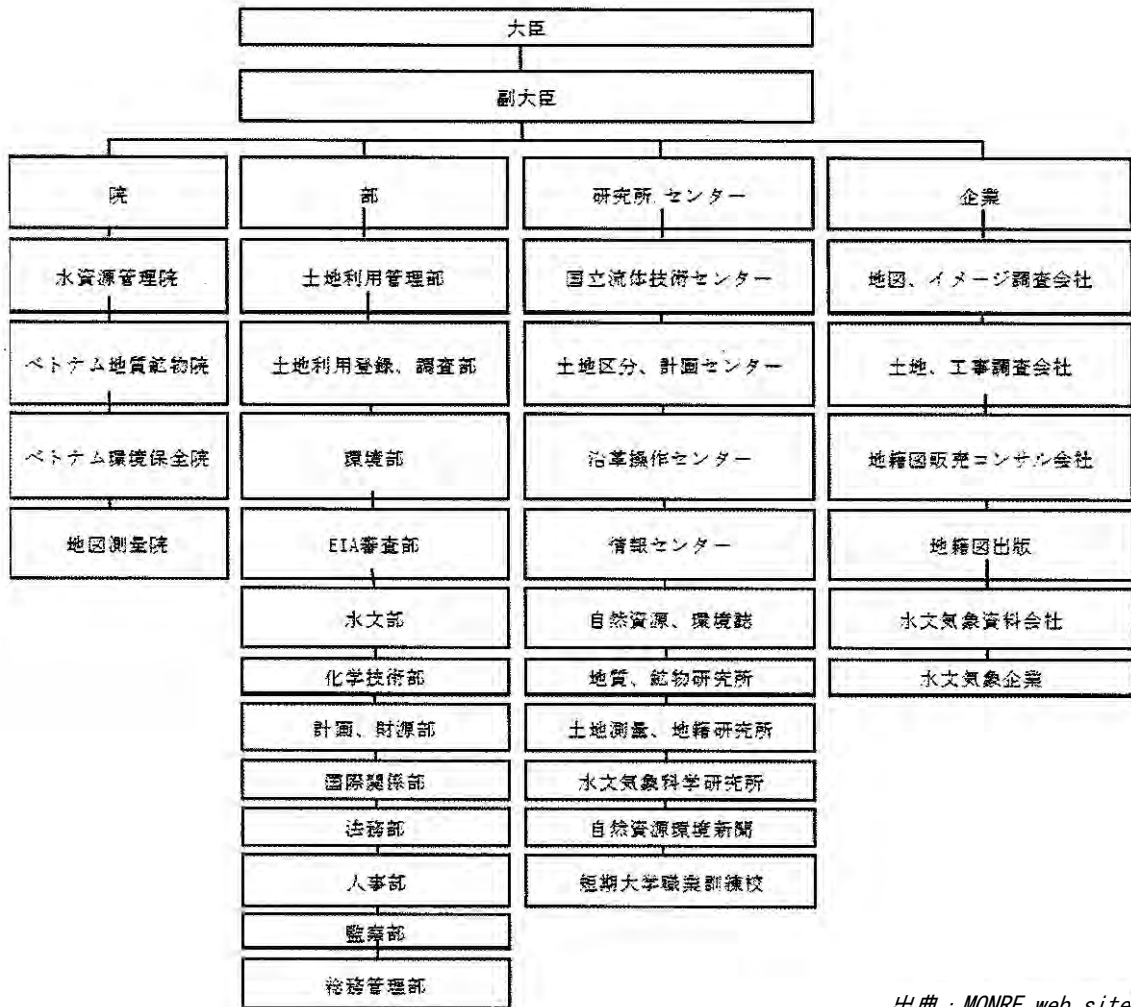 大臣
副大臣
院
部
研究所、センター
企業
水資源管理院
土地利用管理部
国立流体技術センター
地図、イメージ調査会社
ベトナム地質鉱物院
土地利用登録、調査部
土地区分、計画センター
土地、工事調査会社
ベトナム環境保全院
環境部
沿革操作センター
地籍図販売コンサル会社
地図測量院
EIA審査部
情報センター
地籍図出版
水文部
自然資源、環境誌
水文気象資料会社
化学技術部
地質、鉱物研究所
水文気象企業
計画、財源部
土地測量、地籍研究所
国際関係部
水文気象科学研究所
法務部
自然資源環境新聞
人事部
短期大学職業訓練校
監察部
総務管理部
出典：MONRE web site